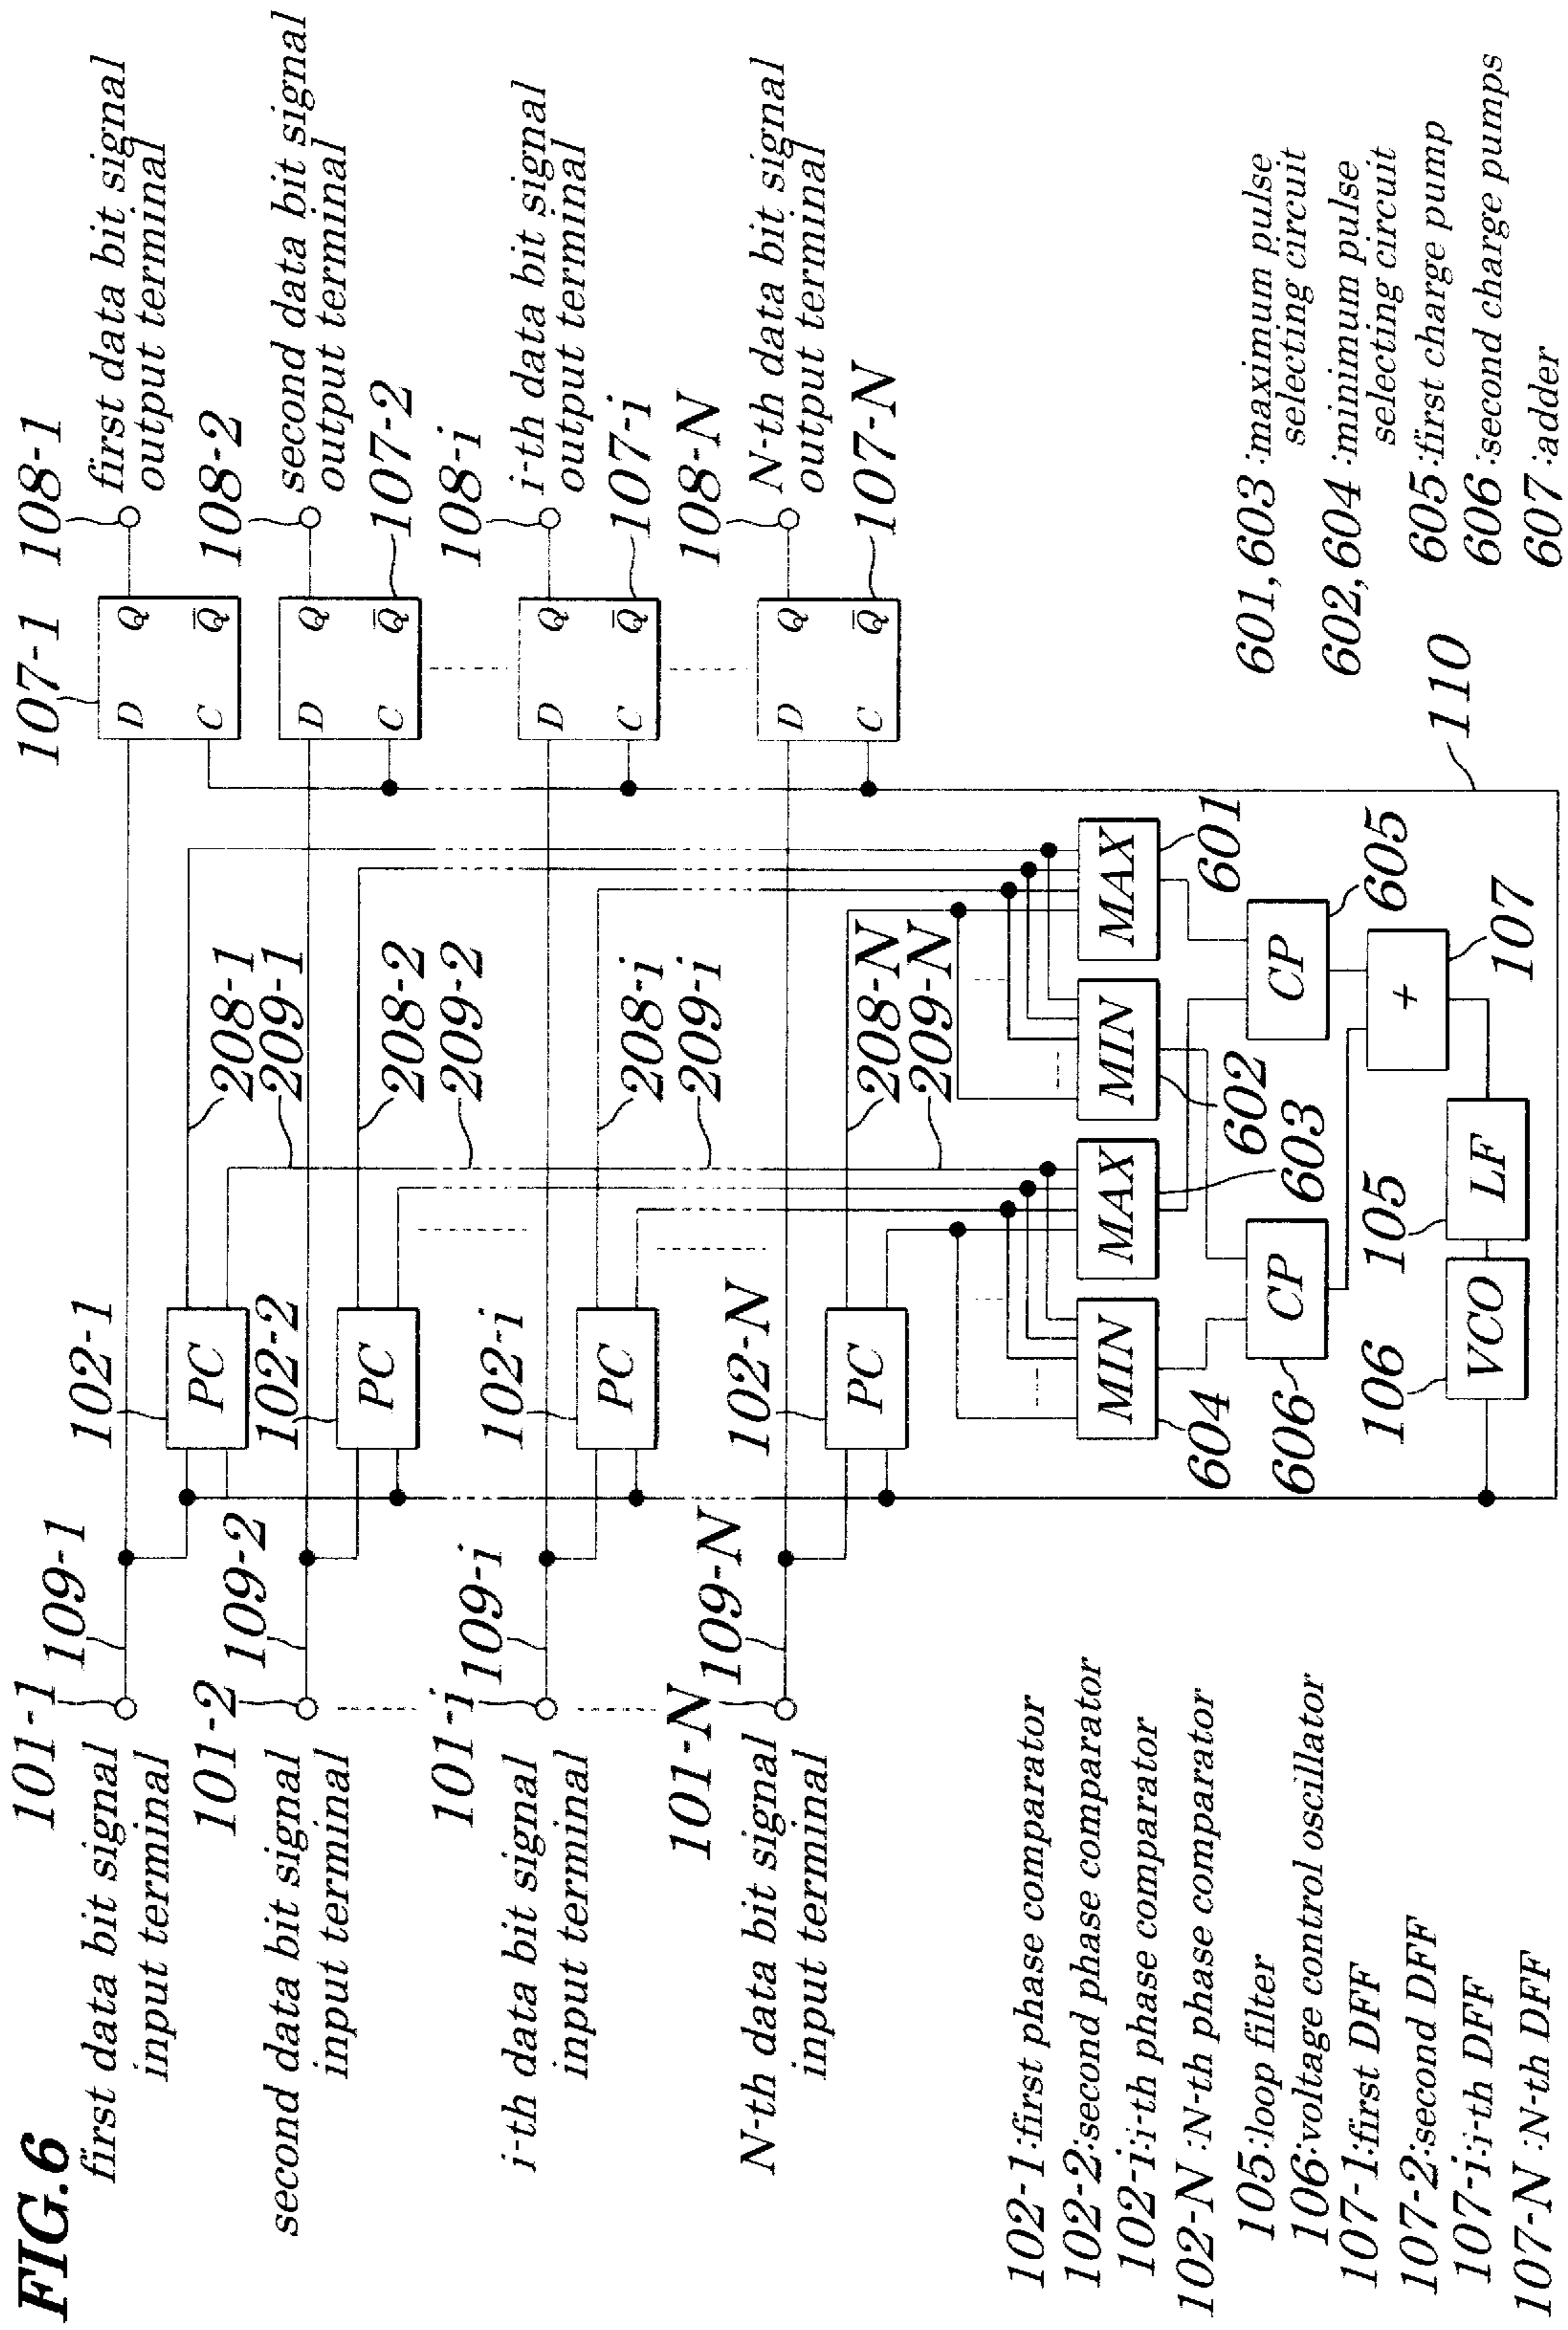 FIG.6
101-1
109-1
102-1
208-1
209-1
107-1
108-1
first data bit signal
input terminal
PC
D
Q
C
Q̅
first data bit signal
output terminal
101-2
109-2
102-2
208-2
209-2
108-2
second data bit signal
input terminal
PC
D
Q
C
Q̅
second data bit signal
output terminal
107-2
101-i
109-i
102-i
208-i
209-i
108-i
i-th data bit signal
input terminal
PC
D
Q
C
Q̅
i-th data bit signal
output terminal
107-i
101-N
109-N
102-N
208-N
209-N
108-N
N-th data bit signal
input terminal
PC
D
Q
C
Q̅
N-th data bit signal
output terminal
107-N
MIN
MAX
MIN
MAX
604
603
602
601
606
CP
CP
605
106
105
+
107
VCO
LF
110
102-1:first phase comparator
102-2:second phase comparator
102-i:i-th phase comparator
102-N :N-th phase comparator
105:loop filter
106:voltage control oscillator
107-1:first DFF
107-2:second DFF
107-i:i-th DFF
107-N :N-th DFF
601,603 :maximum pulse
selecting circuit
602,604 :minimum pulse
selecting circuit
605:first charge pump
606:second charge pumps
607:adder